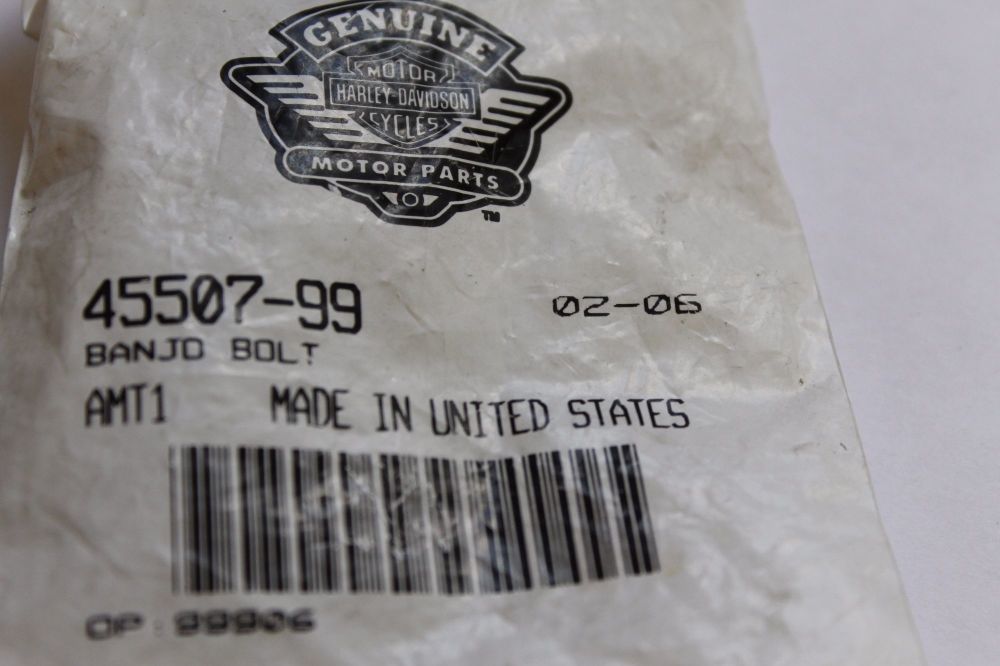 GENUINE
MOTOR
HARLEY-DAVIDSON
CYCLES
MOTOR PARTS
TM
45507-99 02-06
BANJO BOLT
AMT1 MADE IN UNITED STATES
OP: 99906